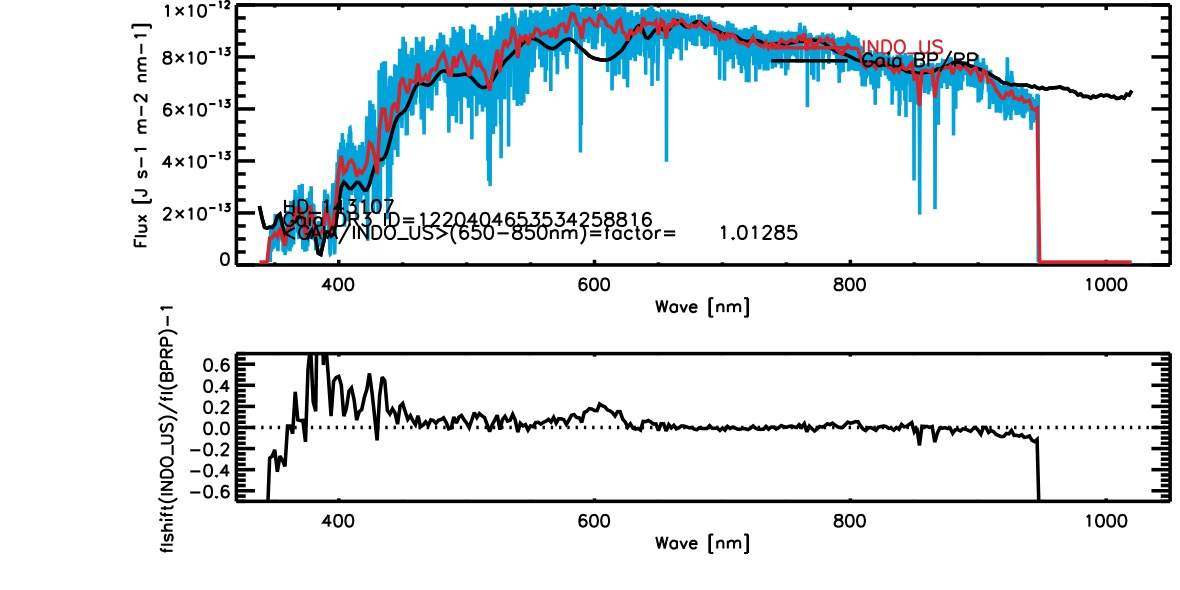 1×10−12
8×10−13
6×10−13
4×10−13
2×10−13
0
Flux [J s−1 m−2 nm−1]
INDO_US
Gaia BP/RP
HD_143107
Gaia DR3 ID=1220404653534258816
<GAIA/INDO_US>(650−850nm)=factor= 1.01285
400 600 800 1000
Wave [nm]
0.6
0.4
0.2
0.0
−0.2
−0.4
−0.6
flshift(INDO_US)/fl(BPRP)−1
400 600 800 1000
Wave [nm]